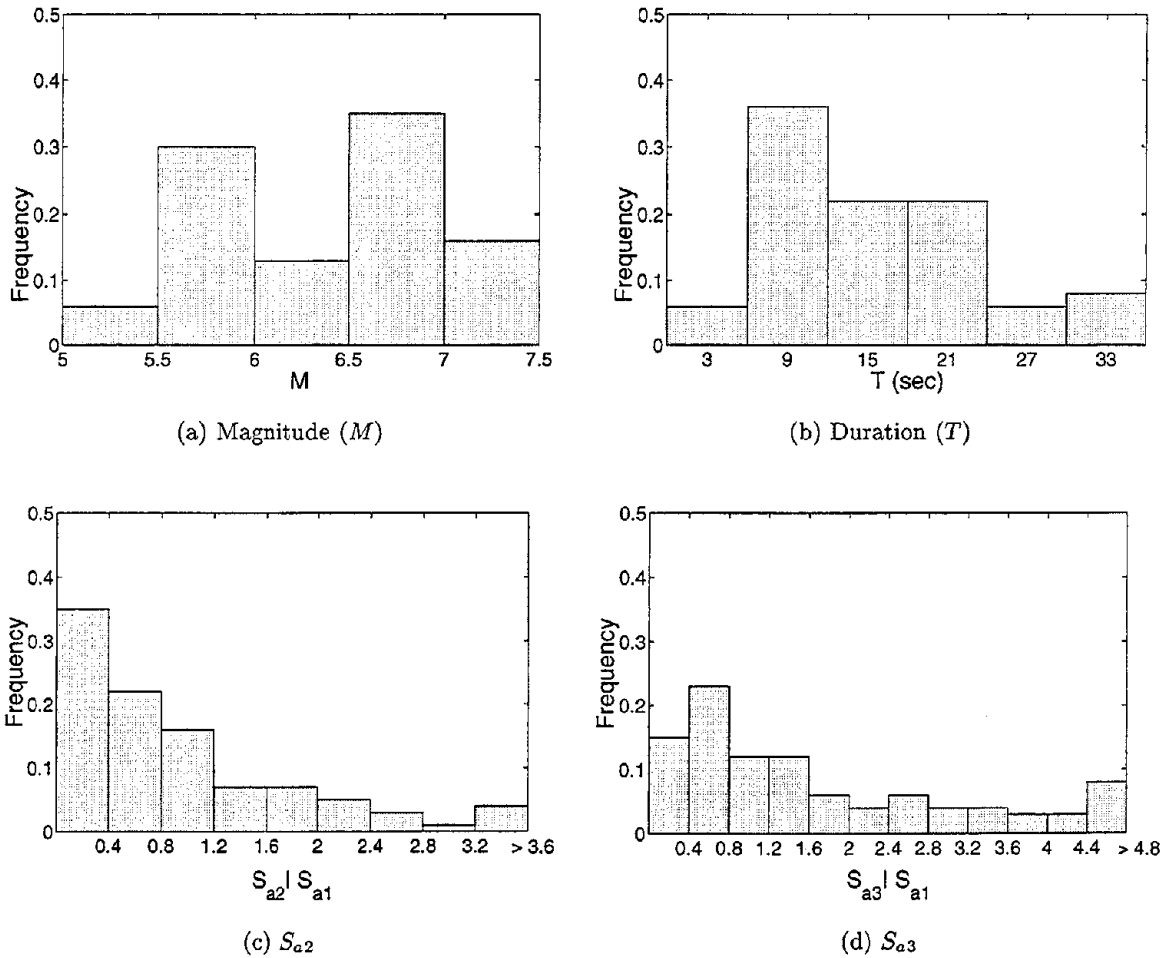 0.5
0.4
0.3
0.2
0.1
0
Frequency
5 5.5 6 6.5 7 7.5
M
(a) Magnitude (M)
0.5
0.4
0.3
0.2
0.1
0
Frequency
3 9 15 21 27 33
T (sec)
(b) Duration (T)
0.5
0.4
0.3
0.2
0.1
0
Frequency
0.4 0.8 1.2 1.6 2 2.4 2.8 3.2 > 3.6
Sa2| Sa1
(c) Sa2
0.5
0.4
0.3
0.2
0.1
0
Frequency
0.4 0.8 1.2 1.6 2 2.4 2.8 3.2 3.6 4 4.4 > 4.8
Sa3| Sa1
(d) Sa3